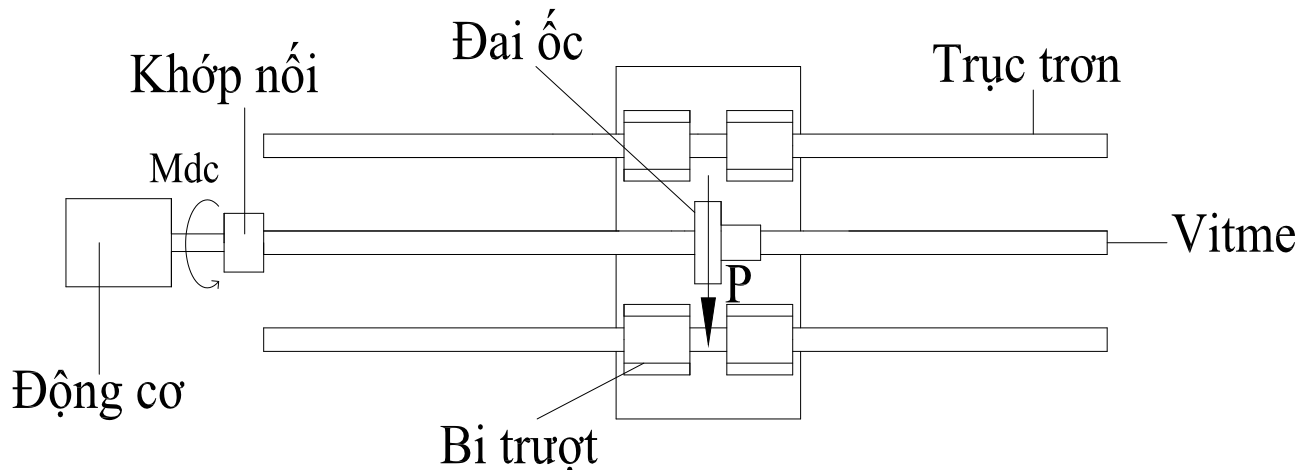 Đai ốc
Trục trơn
Khớp nối
Mdc
Vitme
P
Động cơ
Bi trượt